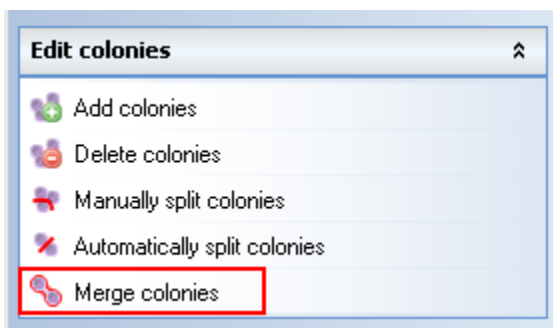 Edit colonies
Add colonies
Delete colonies
Manually split colonies
Automatically split colonies
Merge colonies